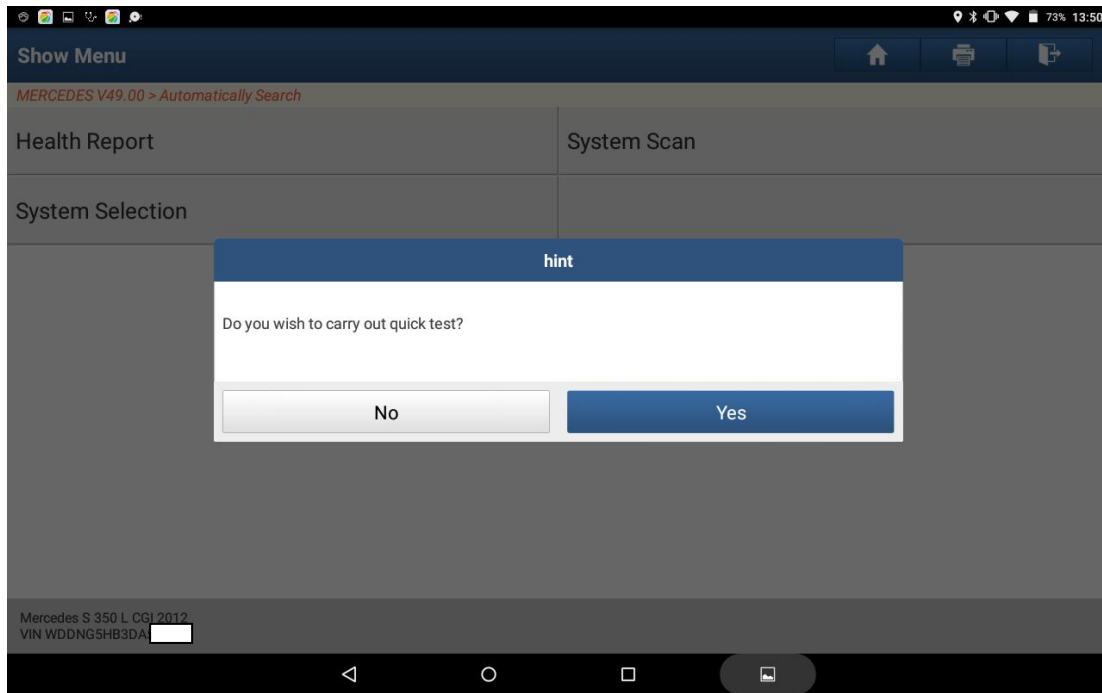 73% 13:50
Show Menu
MERCEDES V49.00 > Automatically Search
Health Report
System Scan
System Selection
hint
Do you wish to carry out quick test?
No
Yes
Mercedes S 350 L CGI 2012
VIN WDDNG5HB3DA